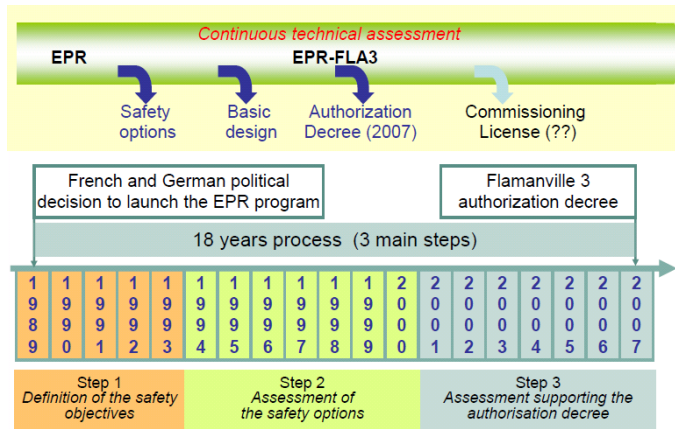 Continuous technical assessment
EPR
EPR-FLA3
Safety
options
Basic
design
Authorization
Decree (2007)
Commissioning
License (??)
French and German political
decision to launch the EPR program
Flamanville 3
authorization decree
18 years process (3 main steps)
1989 1990 1991 1992 1993 1994 1995 1996 1997 1998 1999 2000 2001 2002 2003 2004 2005 2006 2007
Step 1
Definition of the safety
objectives
Step 2
Assessment of
the safety options
Step 3
Assessment supporting the
authorisation decree